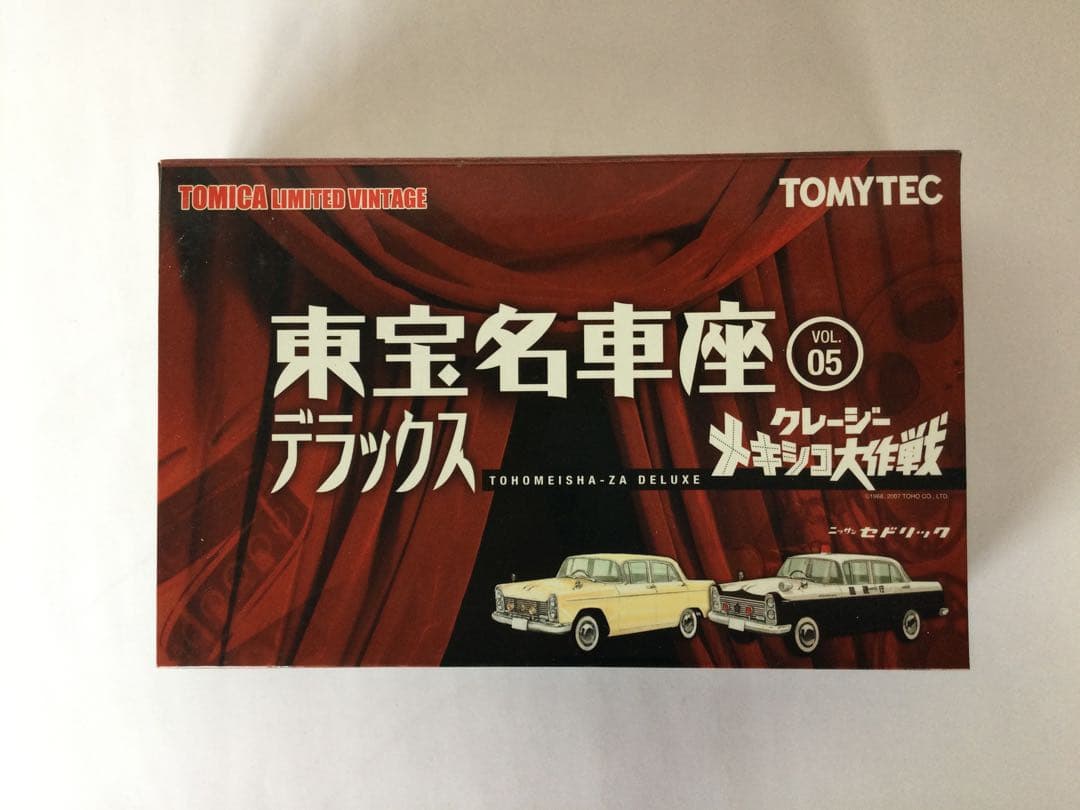 TOMICA LIMITED VINTAGE
TOMYTEC
東宝名車座
VOL.
05
デラックス
クレージー
メキシコ大作戦
TOHOMEISHA-ZA DELUXE
©1968, 2007 TOHO CO., LTD.
ニッサン セドリック